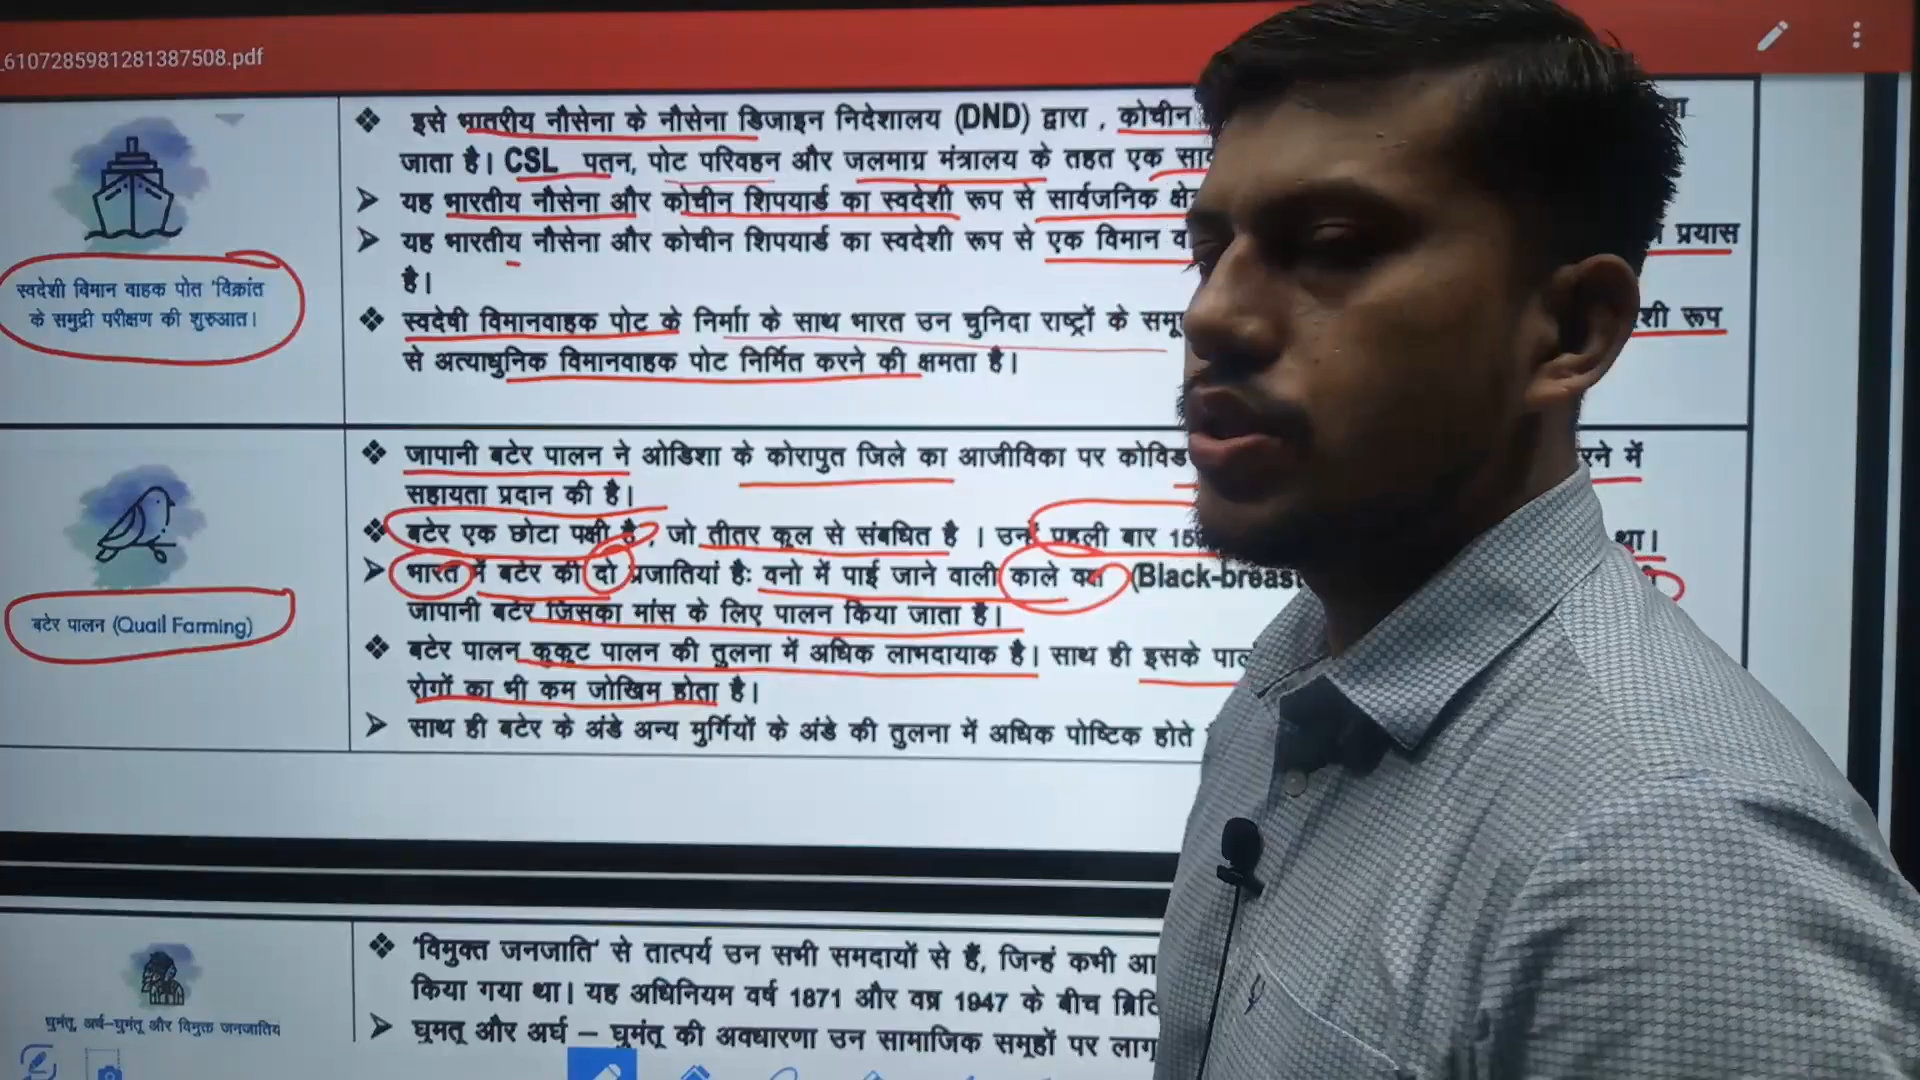 _6107285981281387508.pdf
❖ इसे भातरीय नौसेना के नौसेना डिजाइन निदेशालय (DND) द्वारा , कोचीन
जाता है। CSL पतन, पोट परिवहन और जलमाग्र मंत्रालय के तहत एक
➤ यह भारतीय नौसेना और कोचीन शिपयार्ड का स्वदेशी रूप से सार्वजनिक
➤ यह भारतीय नौसेना और कोचीन शिपयार्ड का स्वदेशी रूप से एक विमान प्रयास
है।
स्वदेशी विमान वाहक पोत 'विक्रांत
के समुद्री परीक्षण की शुरुआत।
❖ स्वदेषी विमानवाहक पोट के निर्माा के साथ भारत उन चुनिदा राष्ट्रों के रूप
से अत्याधुनिक विमानवाहक पोट निर्मित करने की क्षमता है।
❖ जापानी बटेर पालन ने ओडिशा के कोरापुत जिले का आजीविका पर में
सहायता प्रदान की है।
❖ बटेर एक छोटा पक्षी है, जो तीतर कूल से संबधित है । पहली बार था।
➤ भारत में बटेर की दो प्रजातियां हैः वनो में पाई जाने वाली काले वक्ष (Black-breast
जापानी बटेर जिसका मांस के लिए पालन किया जाता है।
बटेर पालन (Quail Farming)
❖ बटेर पालन कूकूट पालन की तुलना में अधिक लाभदायाक है। साथ ही इसके
रोगों का भी कम जोखिम होता है।
➤ साथ ही बटेर के अंडे अन्य मुर्गियों के अंडे की तुलना में अधिक पोष्टिक होते
❖ 'विमुक्त जनजाति' से तात्पर्य उन सभी समदायों से हैं, जिन्हं कभी
किया गया था। यह अधिनियम वर्ष 1871 और वष्र 1947 के बीच
घुमंतू, अर्ध–घुमंतू और विमुक्त जनजातिय
➤ घूमतू और अर्घ – घूमंतू की अवधारणा उन सामाजिक समूहों पर